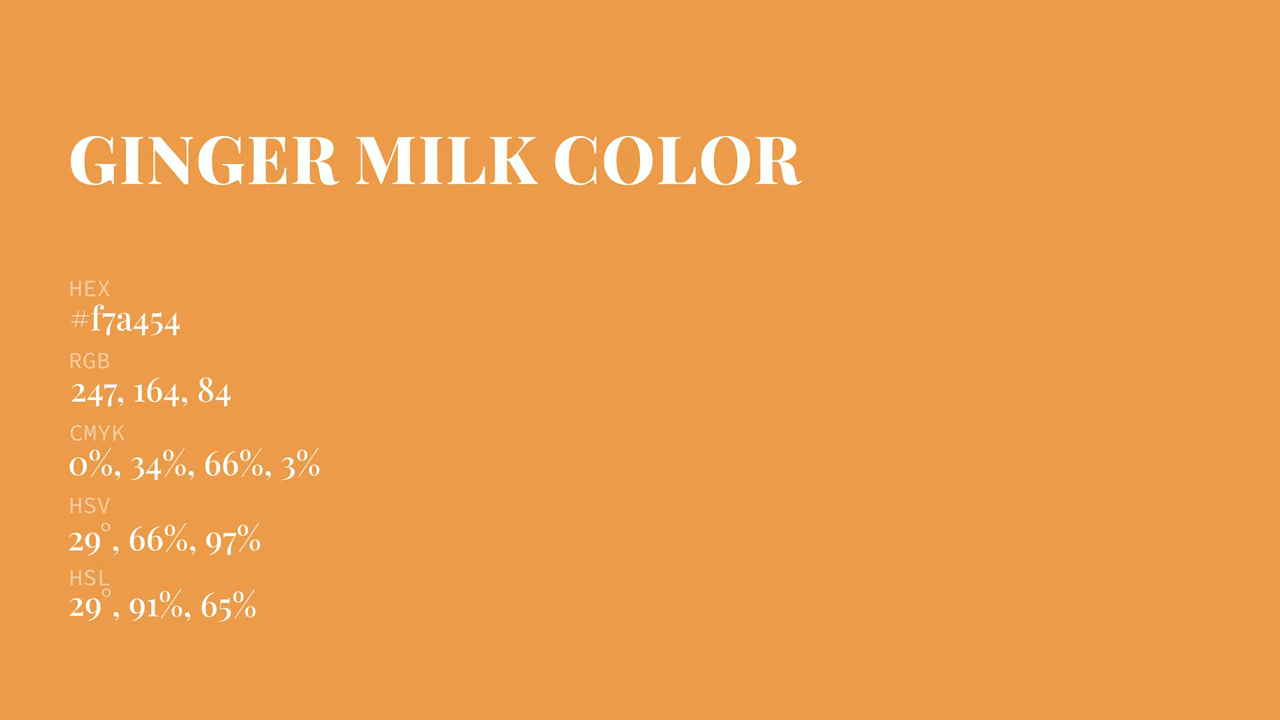 GINGER MILK COLOR
HEX
#f7a454
RGB
247, 164, 84
CMYK
0%, 34%, 66%, 3%
HSV
29°, 66%, 97%
HSL
29°, 91%, 65%